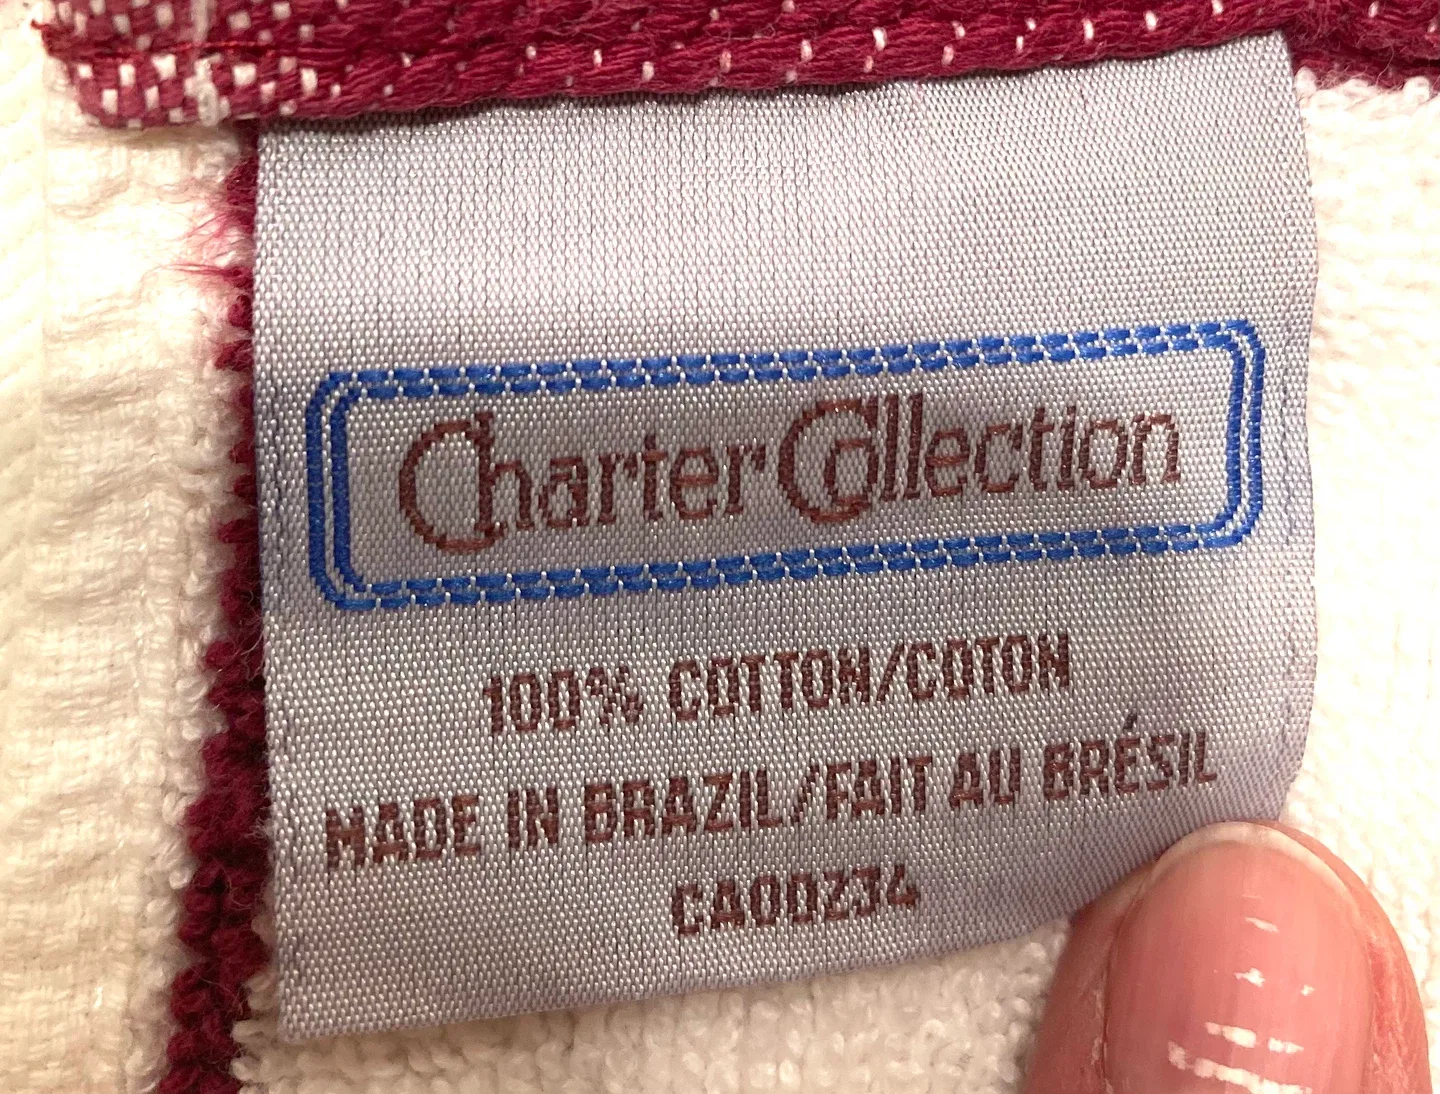 Charter Collection
100% COTTON/COTON
MADE IN BRAZIL/FAIT AU BRÉSIL
CA00234